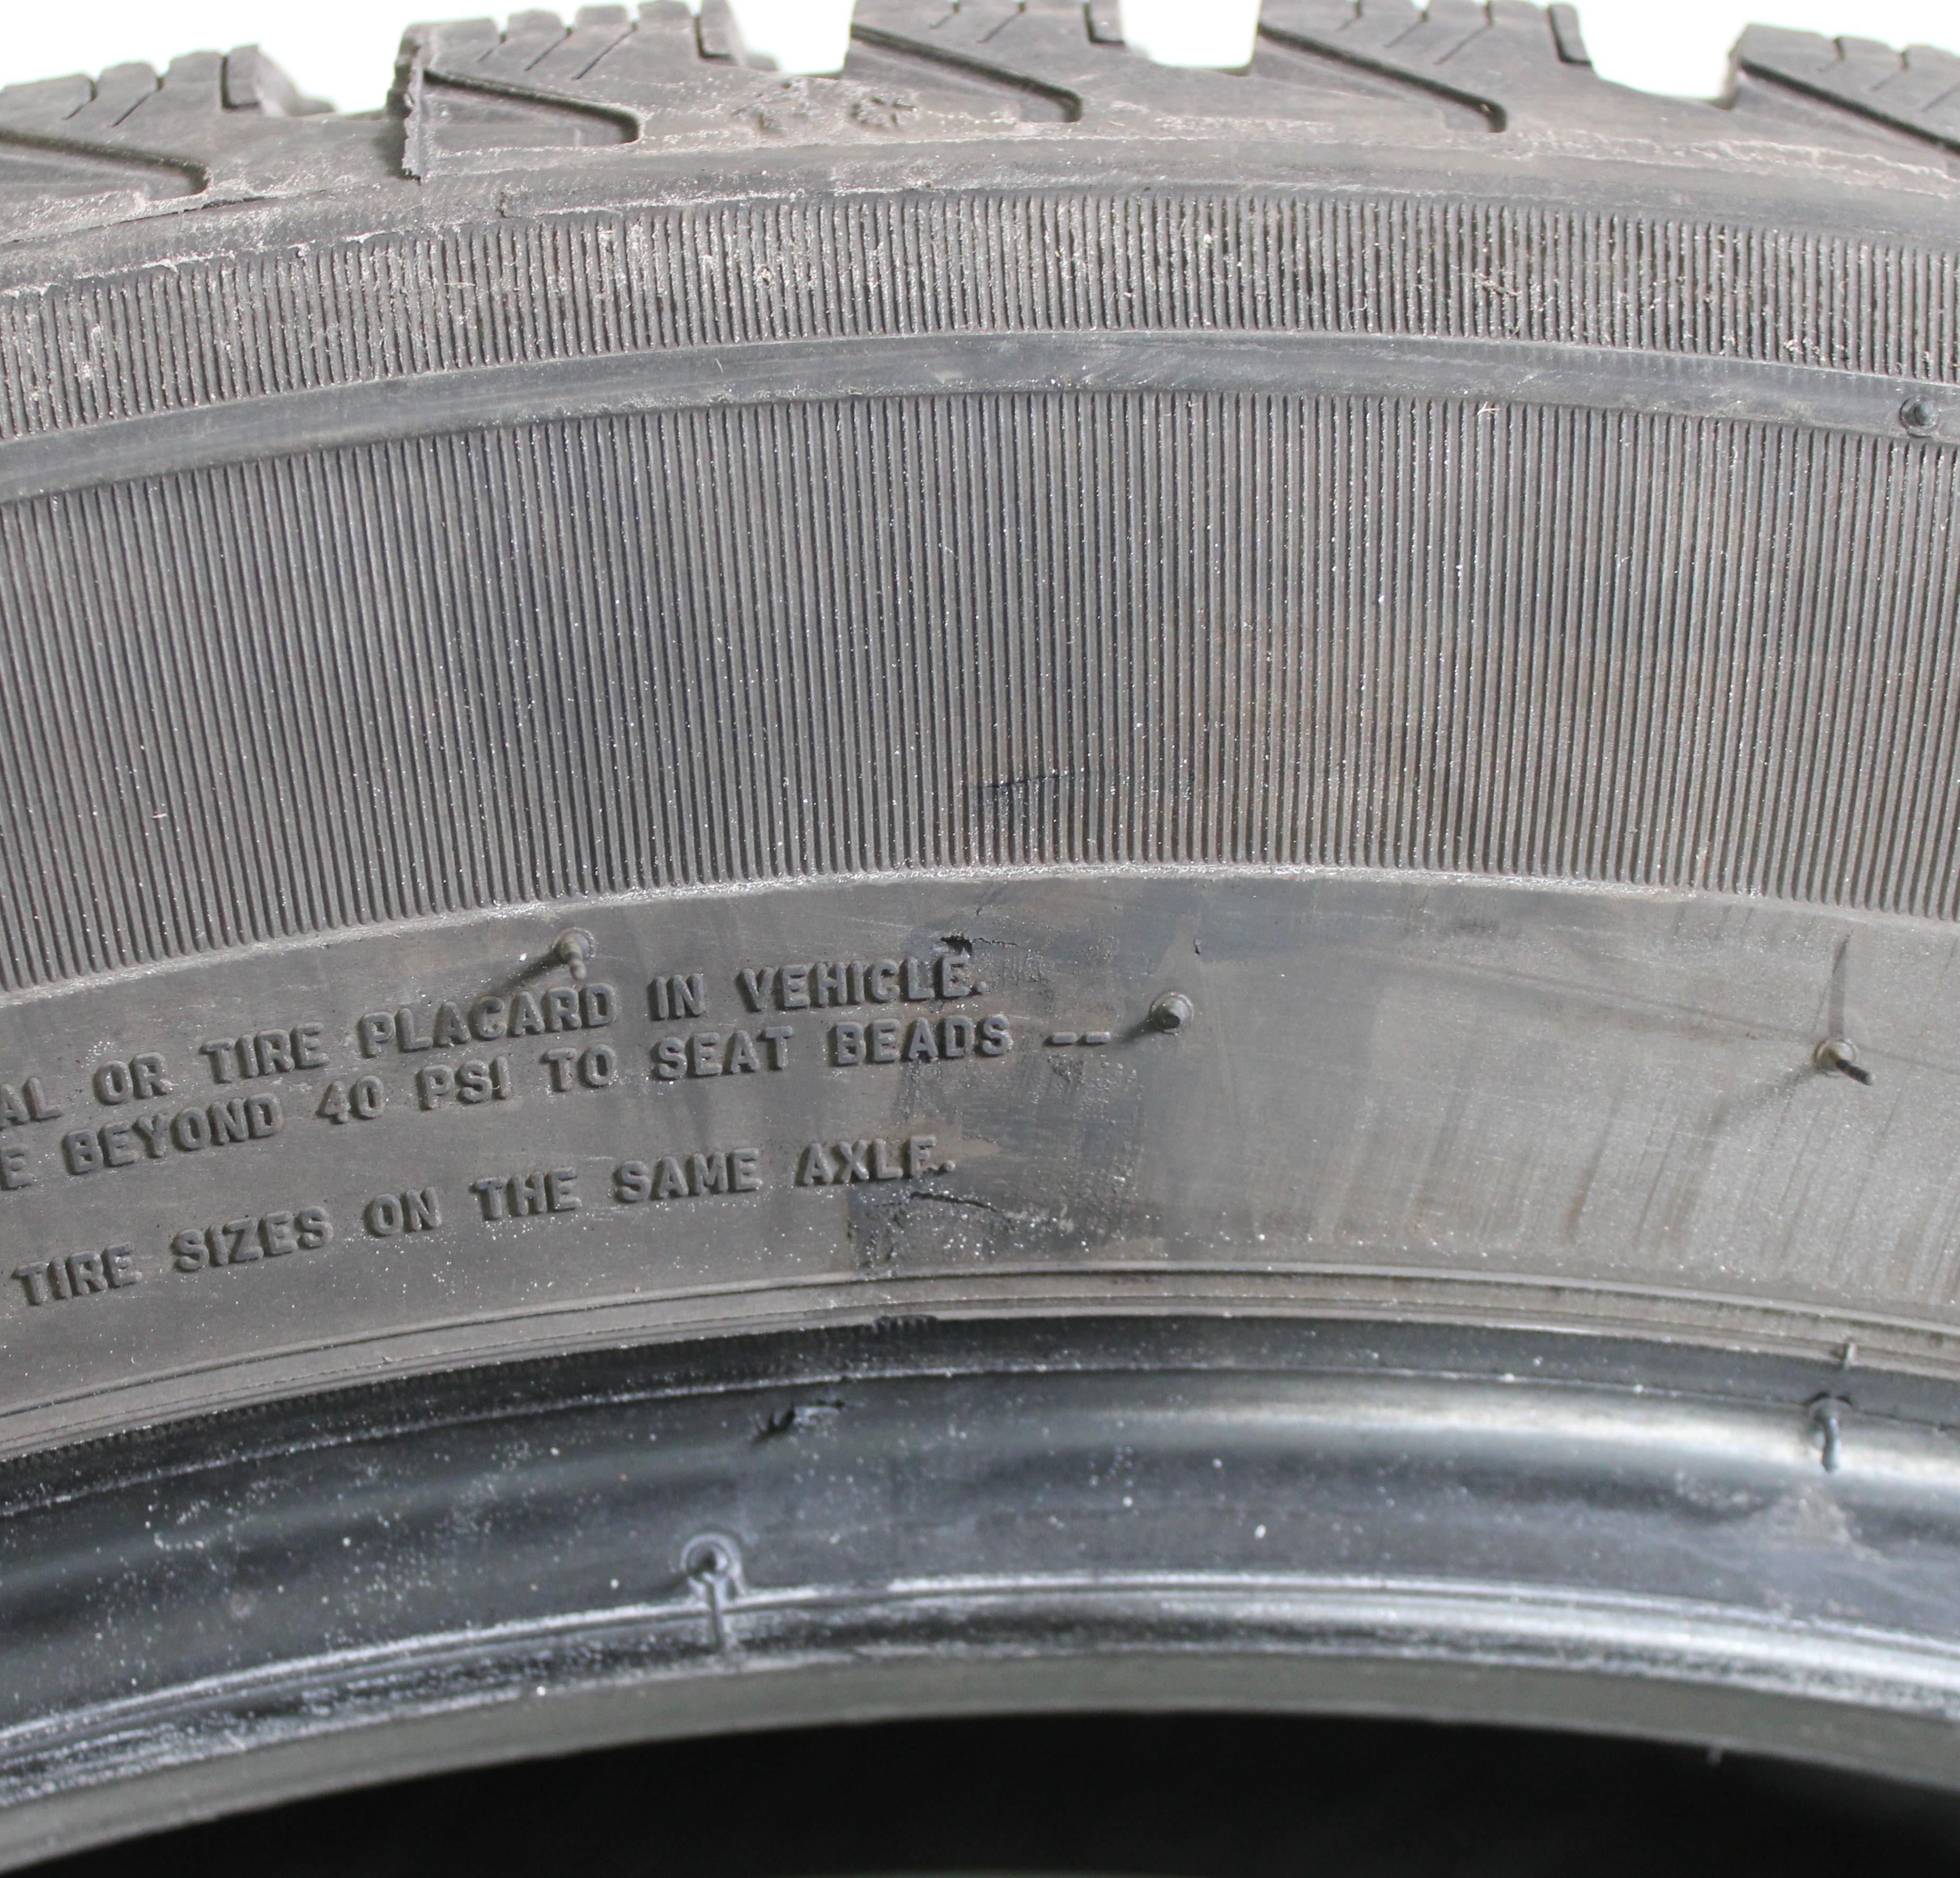 AL OR TIRE PLACARD IN VEHICLE.
E BEYOND 40 PSI TO SEAT BEADS --
TIRE SIZES ON THE SAME AXLE.